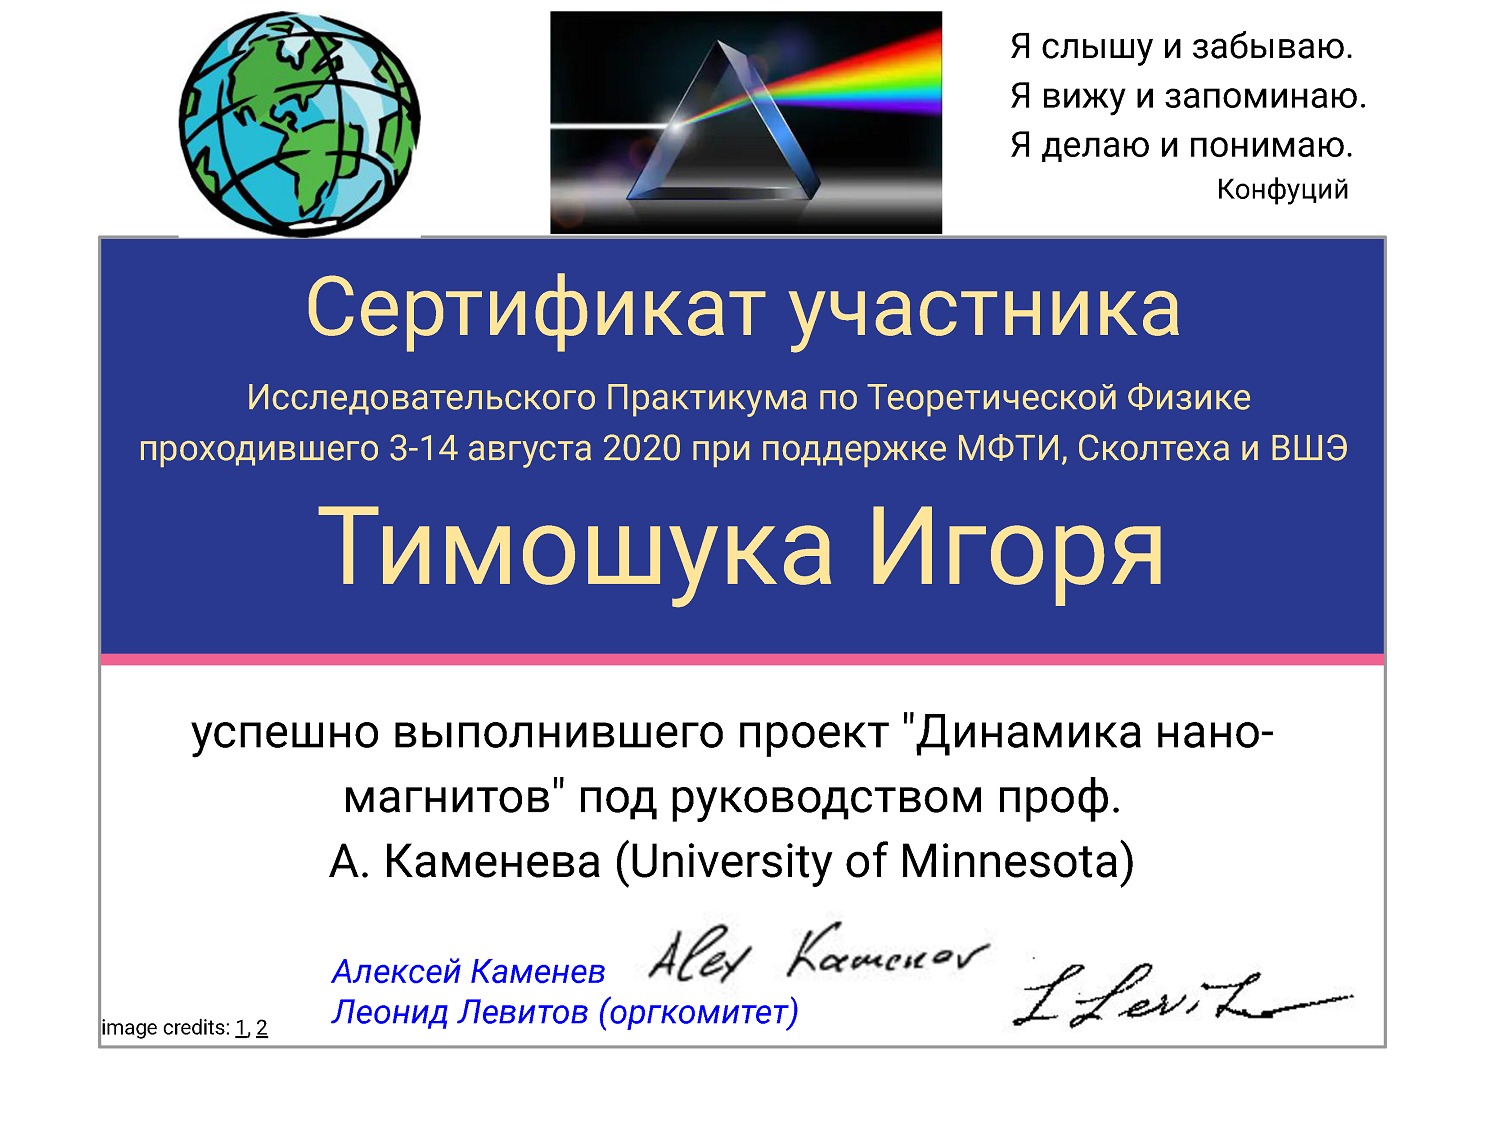 Я слышу и забываю.
Я вижу и запоминаю.
Я делаю и понимаю.
Конфуций
Сертификат участника
Исследовательского Практикума по Теоретической Физике
проходившего 3-14 августа 2020 при поддержке МФТИ, Сколтеха и ВШЭ
Тимошука Игоря
успешно выполнившего проект "Динамика нано-
магнитов" под руководством проф.
А. Каменева (University of Minnesota)
Алексей Каменев
Alex Kamenev
Леонид Левитов (оргкомитет)
image credits: 1, 2